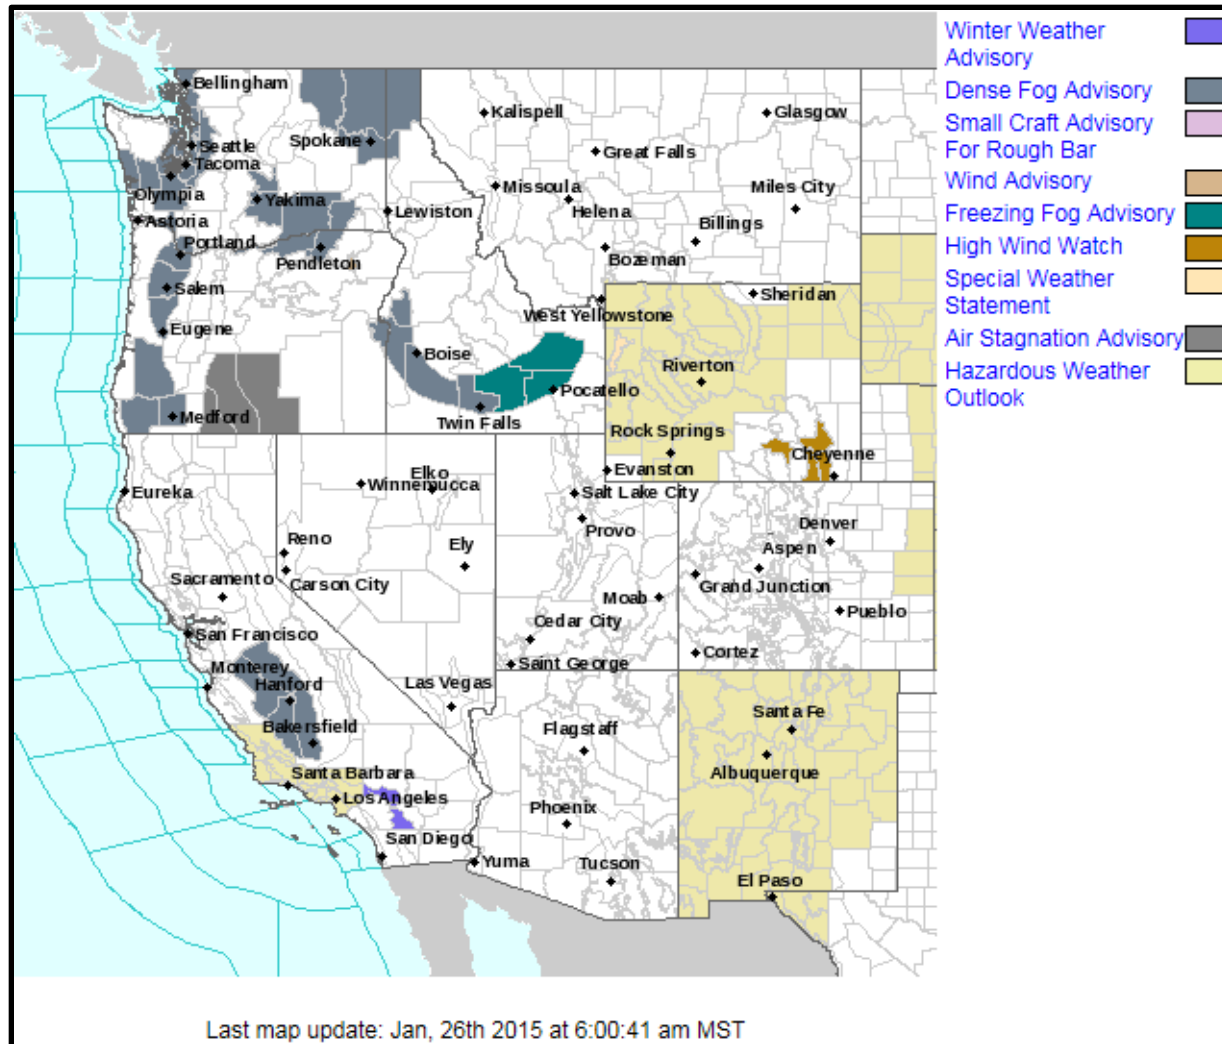 Winter Weather
Advisory
Dense Fog Advisory
Small Craft Advisory
For Rough Bar
Wind Advisory
Freezing Fog Advisory
High Wind Watch
Special Weather
Statement
Air Stagnation Advisory
Hazardous Weather
Outlook
Bellingham
Kalispell
Glasgow
Seattle
Spokane
Tacoma
Great Falls
Olympia
Yakima
Missoula
Miles City
Astoria
Lewiston
Helena
Billings
Portland
Pendleton
Bozeman
Salem
Sheridan
West Yellowstone
Eugene
Boise
Riverton
Pocatello
Medford
Twin Falls
Rock Springs
Cheyenne
Evanston
Elko
Winnemucca
Eureka
Salt Lake City
Provo
Denver
Reno
Ely
Aspen
Sacramento
Carson City
Grand Junction
Moab
Pueblo
San Francisco
Cedar City
Cortez
Saint George
Monterey
Hanford
Las Vegas
Santa Fe
Bakersfield
Flagstaff
Albuquerque
Santa Barbara
Los Angeles
Phoenix
San Diego
Yuma
Tucson
El Paso
Last map update: Jan, 26th 2015 at 6:00:41 am MST